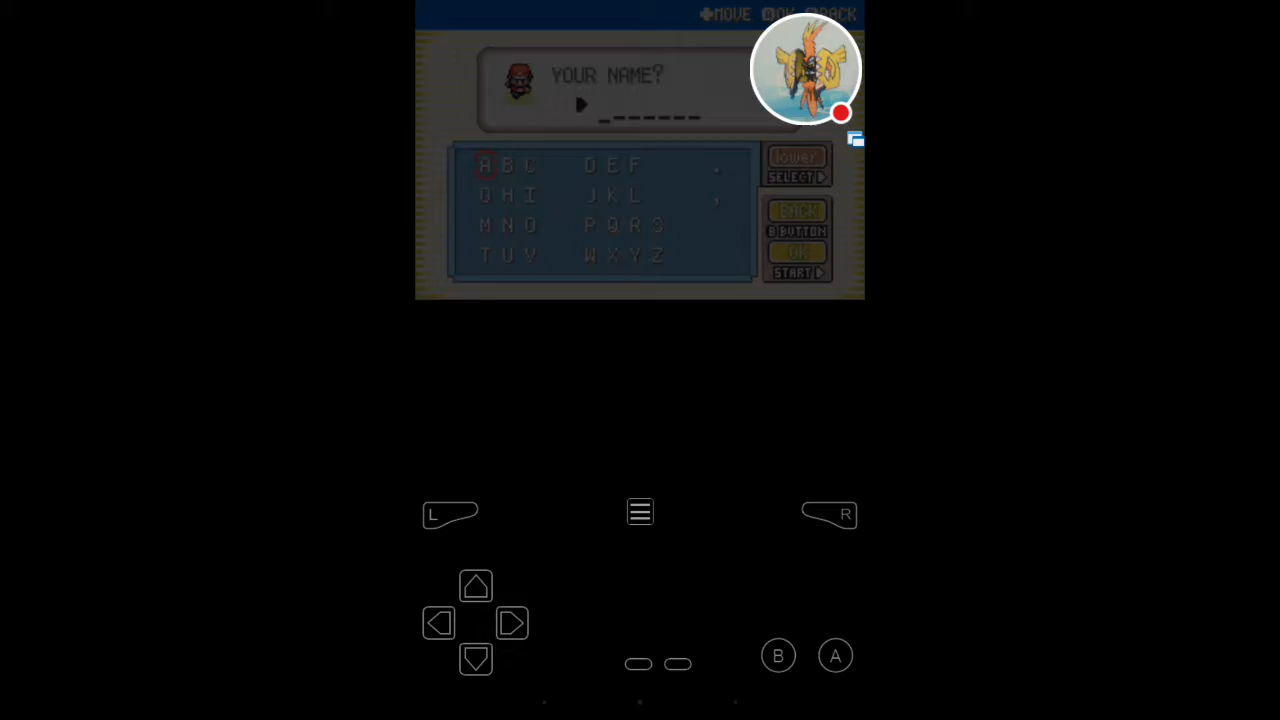 MOVE OK BACK
YOUR NAME?
A B C D E F .
G H I J K L ,
M N O P Q R S
T U V W X Y Z
lower
SELECT
BACK
B BUTTON
OK
START
L
R
B
A